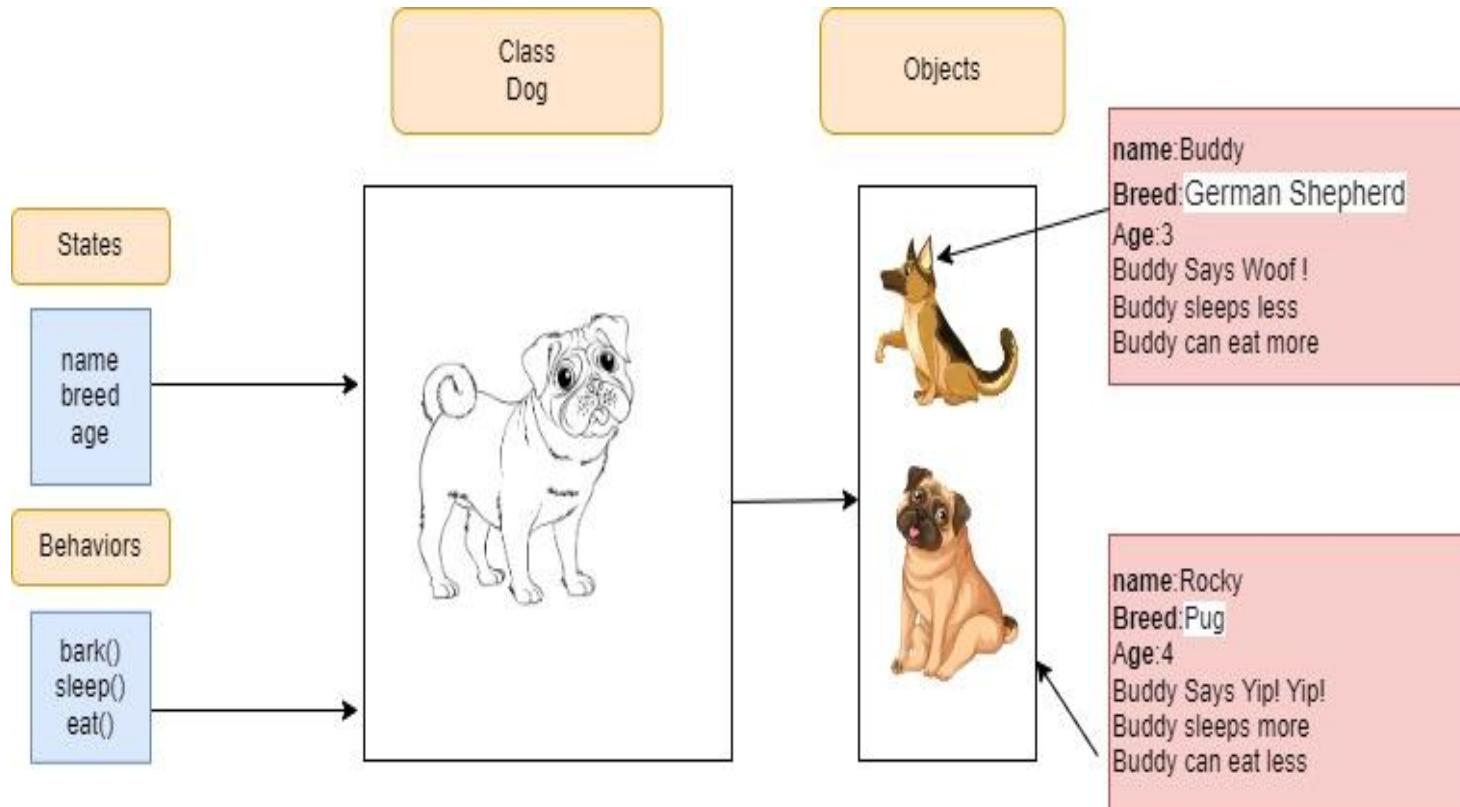 Class
Dog
Objects
States
name
breed
age
Behaviors
bark()
sleep()
eat()
name:Buddy
Breed:German Shepherd
Age:3
Buddy Says Woof !
Buddy sleeps less
Buddy can eat more
name:Rocky
Breed:Pug
Age:4
Buddy Says Yip! Yip!
Buddy sleeps more
Buddy can eat less